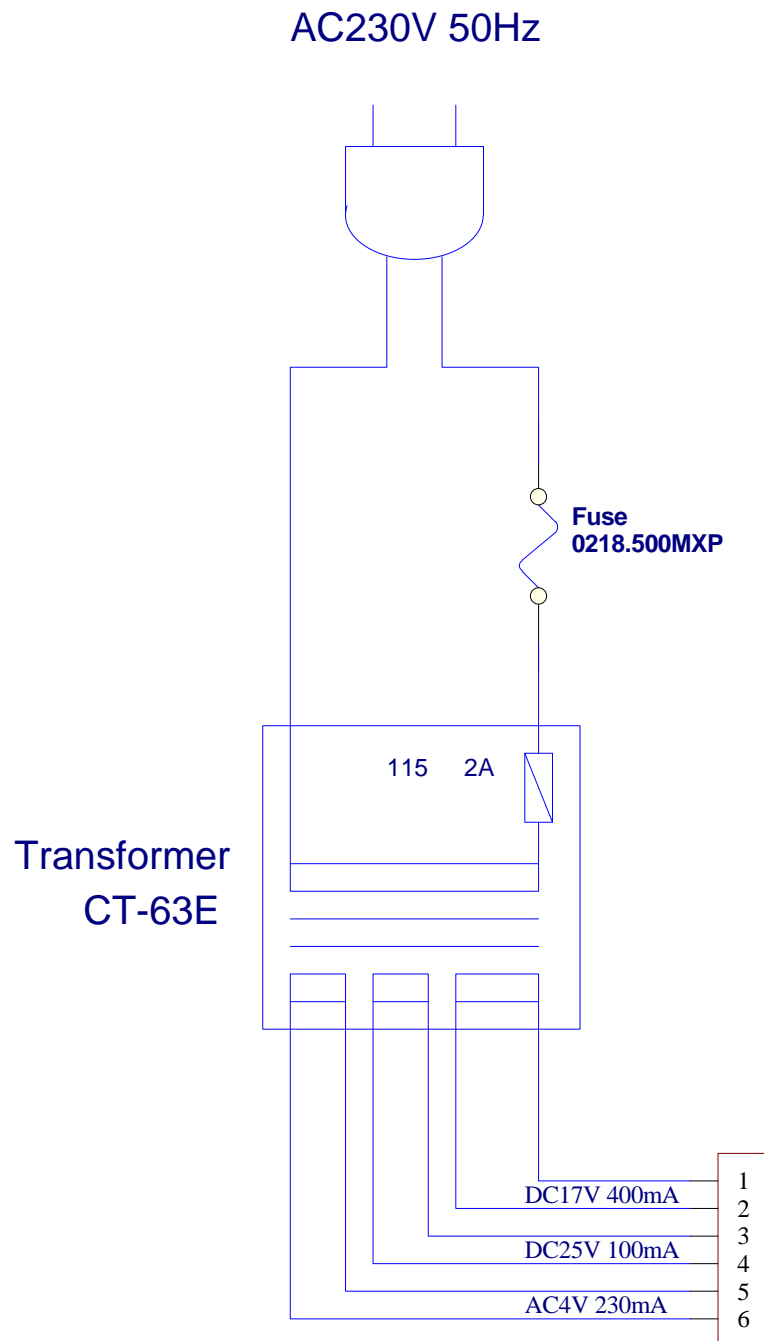 AC230V 50Hz
Fuse
0218.500MXP
115 2A
Transformer
CT-63E
1
DC17V 400mA
2
3
DC25V 100mA
4
5
AC4V 230mA
6